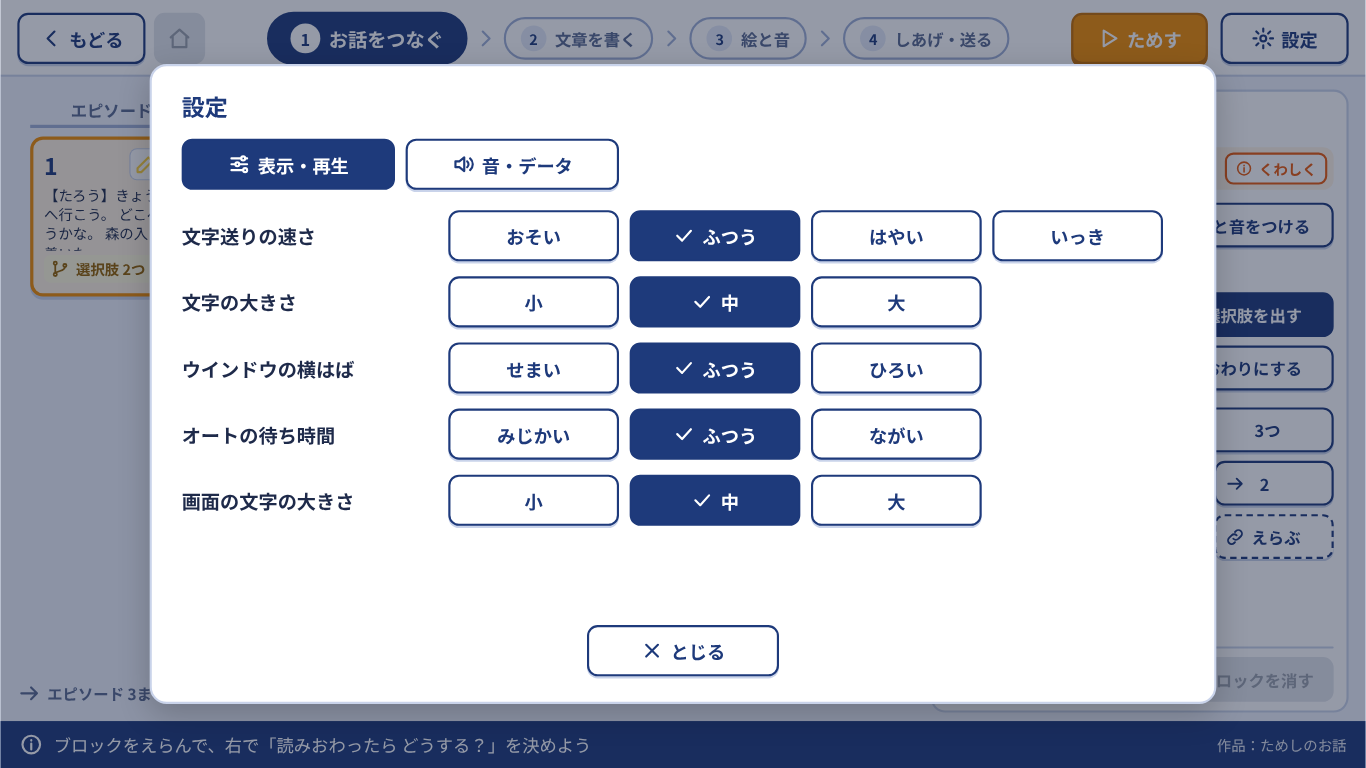 もどる
1 お話をつなぐ
2 文章を書く
3 絵と音
4 しあげ・送る
ためす
設定
エピソード
1
【たろう】きょ
へ行こう。 どこ
うかな。 森の入
選択肢 2つ
エピソード 3ま
設定
表示・再生
音・データ
文字送りの速さ
おそい
ふつう
はやい
いっき
文字の大きさ
小
中
大
ウインドウの横はば
せまい
ふつう
ひろい
オートの待ち時間
みじかい
ふつう
ながい
画面の文字の大きさ
小
中
大
とじる
くわしく
と音をつける
択肢を出す
わりにする
3つ
→ 2
えらぶ
ロックを消す
ブロックをえらんで、右で「読みおわったら どうする？」を決めよう
作品：ためしのお話